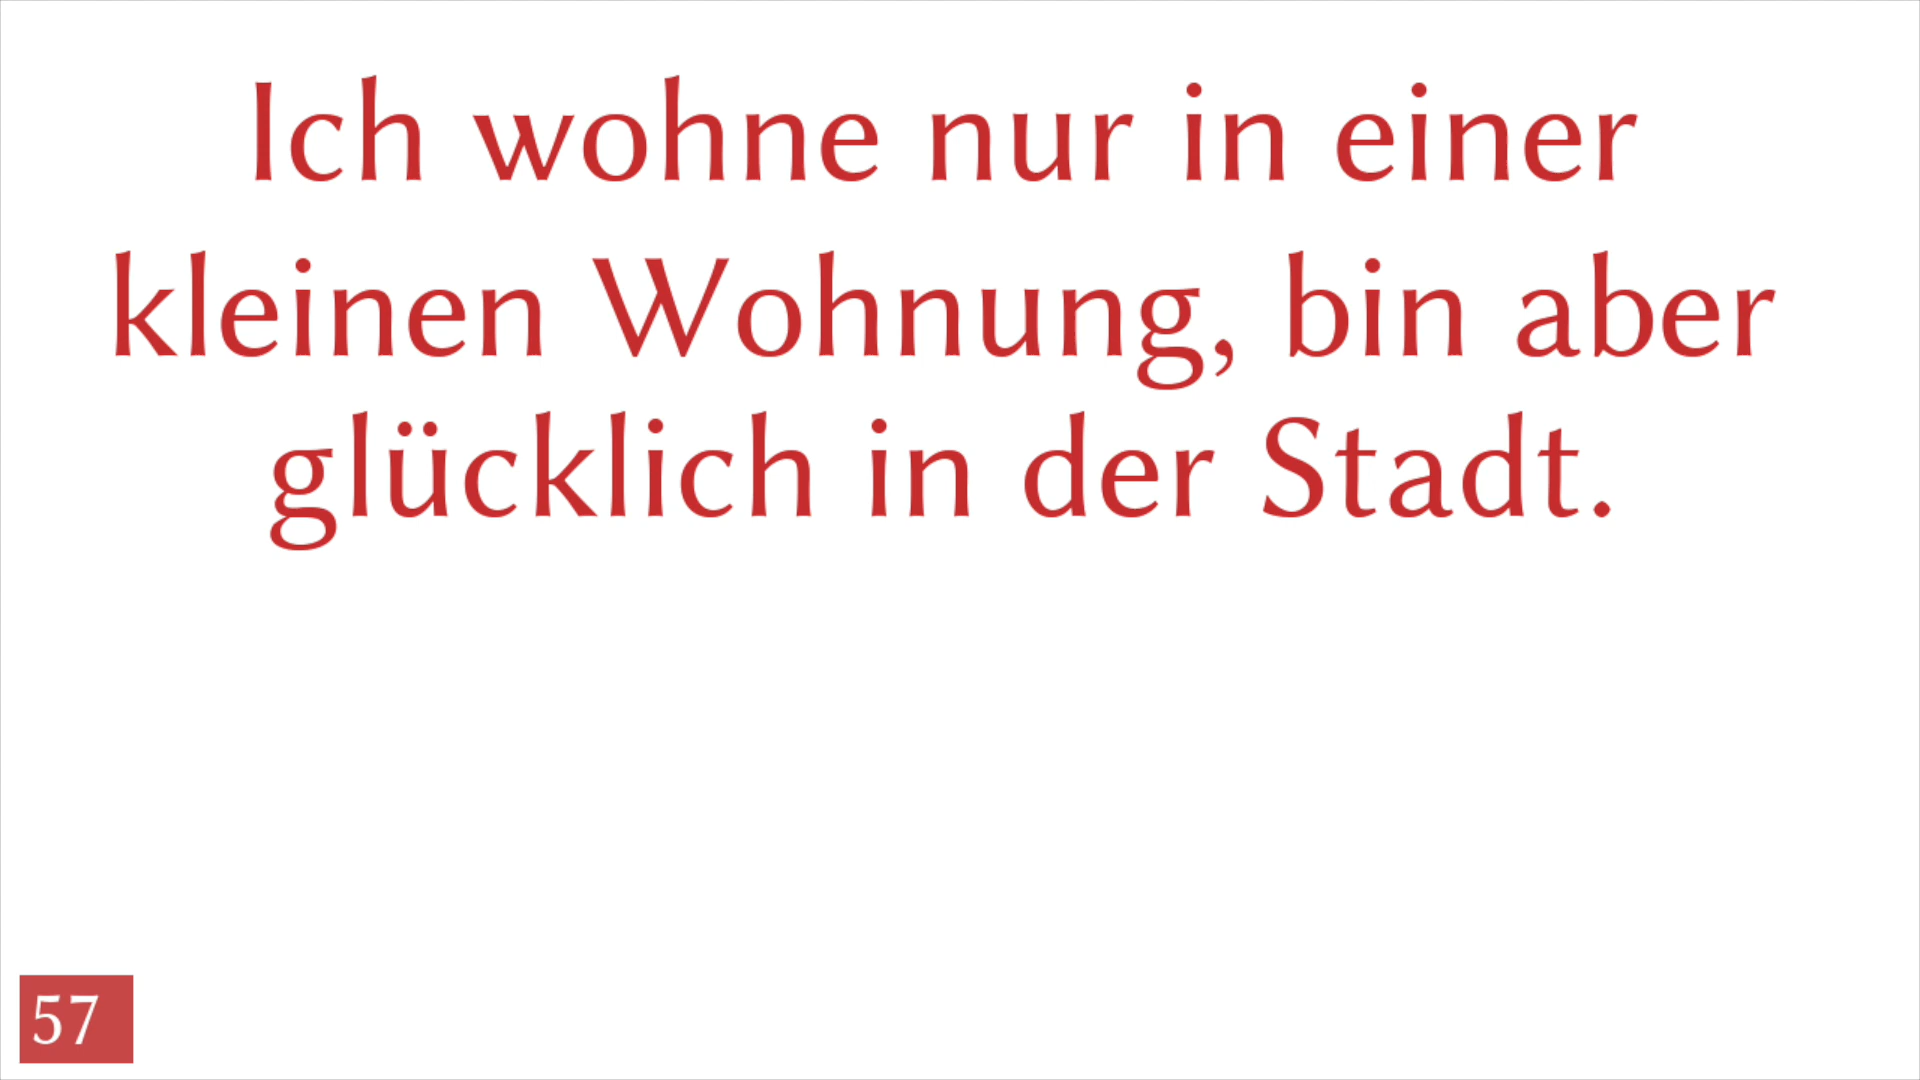 Ich wohne nur in einer
kleinen Wohnung, bin aber
glücklich in der Stadt.
57